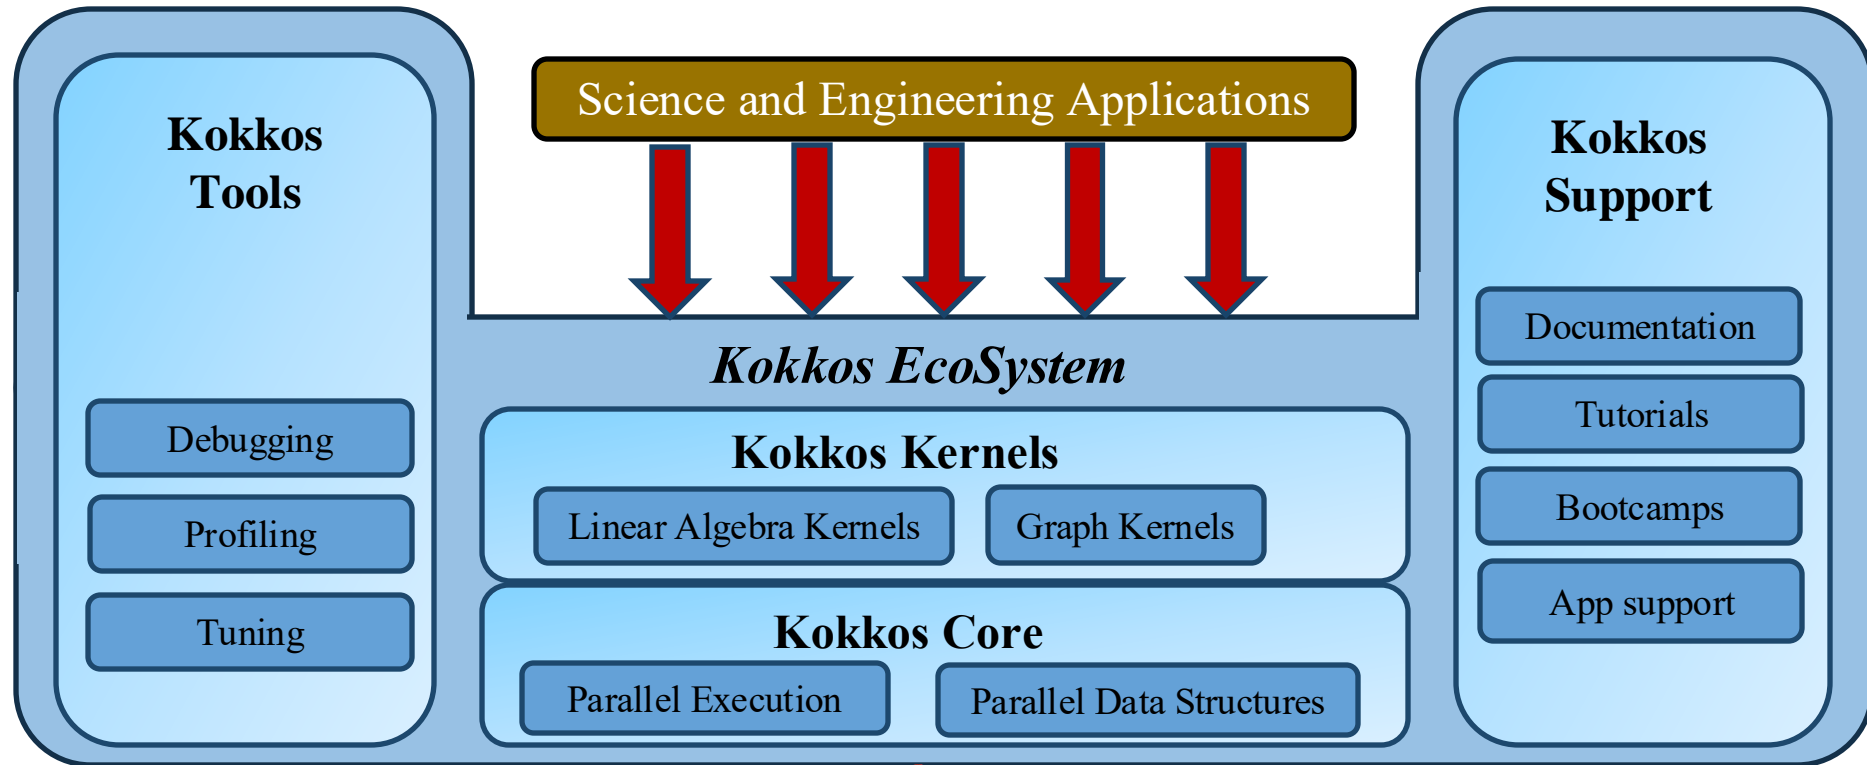 Kokkos
Tools
Debugging
Profiling
Tuning
Science and Engineering Applications
Kokkos EcoSystem
Kokkos Kernels
Linear Algebra Kernels
Graph Kernels
Kokkos Core
Parallel Execution
Parallel Data Structures
Kokkos
Support
Documentation
Tutorials
Bootcamps
App support